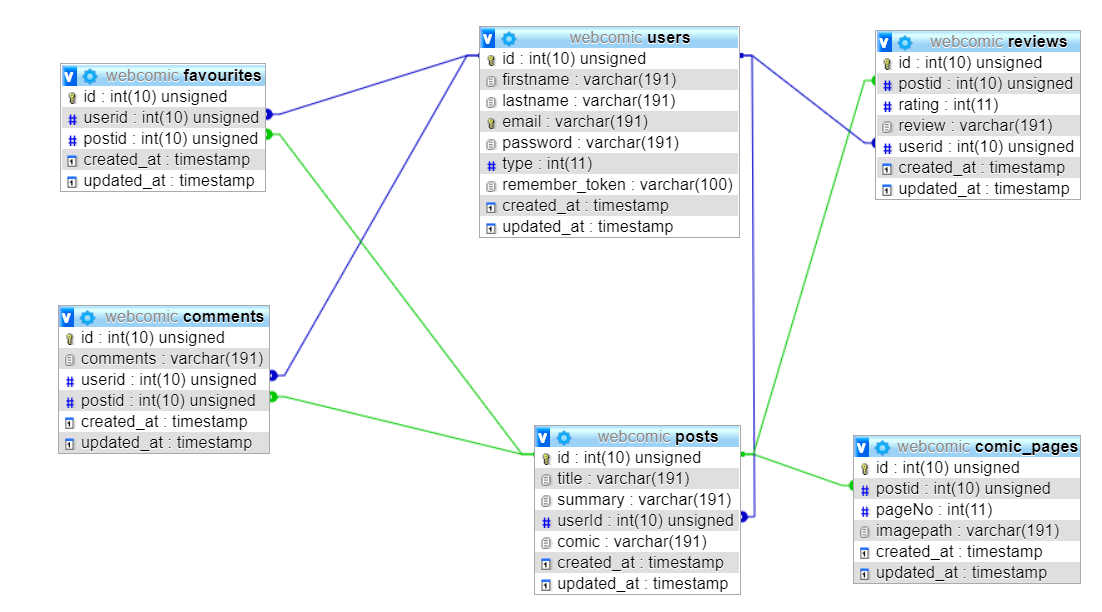 webcomic favourites
id : int(10) unsigned
userid : int(10) unsigned
postid : int(10) unsigned
created_at : timestamp
updated_at : timestamp
webcomic users
id : int(10) unsigned
firstname : varchar(191)
lastname : varchar(191)
email : varchar(191)
password : varchar(191)
type : int(11)
remember_token : varchar(100)
created_at : timestamp
updated_at : timestamp
webcomic reviews
id : int(10) unsigned
postid : int(10) unsigned
rating : int(11)
review : varchar(191)
userid : int(10) unsigned
created_at : timestamp
updated_at : timestamp
webcomic comments
id : int(10) unsigned
comments : varchar(191)
userid : int(10) unsigned
postid : int(10) unsigned
created_at : timestamp
updated_at : timestamp
webcomic posts
id : int(10) unsigned
title : varchar(191)
summary : varchar(191)
userId : int(10) unsigned
comic : varchar(191)
created_at : timestamp
updated_at : timestamp
webcomic comic_pages
id : int(10) unsigned
postid : int(10) unsigned
pageNo : int(11)
imagepath : varchar(191)
created_at : timestamp
updated_at : timestamp